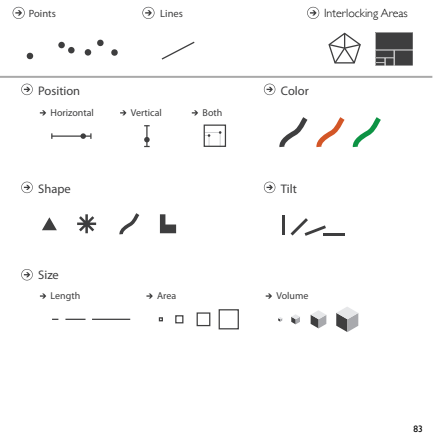 Points Lines Interlocking Areas
Position Color
Horizontal Vertical Both
Shape Tilt
Size
Length Area Volume
83